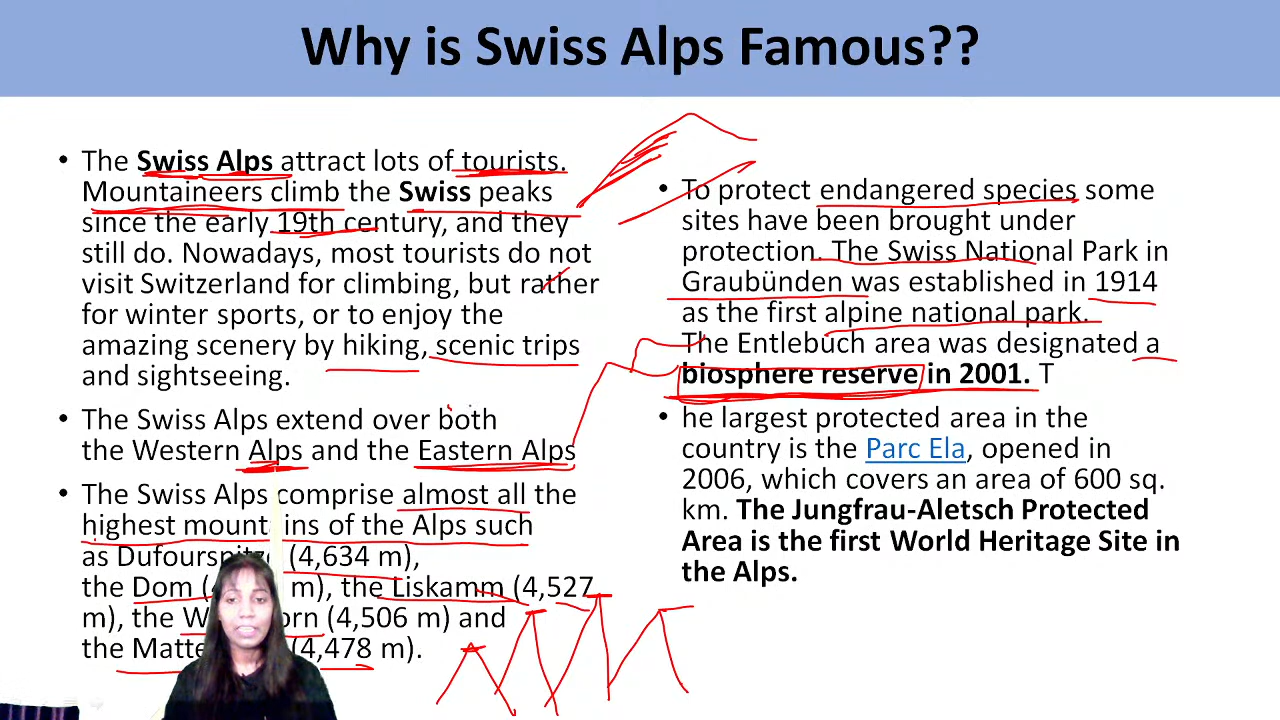 Why is Swiss Alps Famous??
• The Swiss Alps attract lots of tourists.
Mountaineers climb the Swiss peaks
since the early 19th century, and they
still do. Nowadays, most tourists do not
visit Switzerland for climbing, but rather
for winter sports, or to enjoy the
amazing scenery by hiking, scenic trips
and sightseeing.
• The Swiss Alps extend over both
the Western Alps and the Eastern Alps
• The Swiss Alps comprise almost all the
highest mountains of the Alps such
as Dufourspitze (4,634 m),
the Dom ( m), the Liskamm (4,527
m), the (4,506 m) and
the (4,478 m).
• To protect endangered species some
sites have been brought under
protection. The Swiss National Park in
Graubünden was established in 1914
as the first alpine national park.
The Entlebuch area was designated a
biosphere reserve in 2001. T
• he largest protected area in the
country is the Parc Ela, opened in
2006, which covers an area of 600 sq.
km. The Jungfrau-Aletsch Protected
Area is the first World Heritage Site in
the Alps.